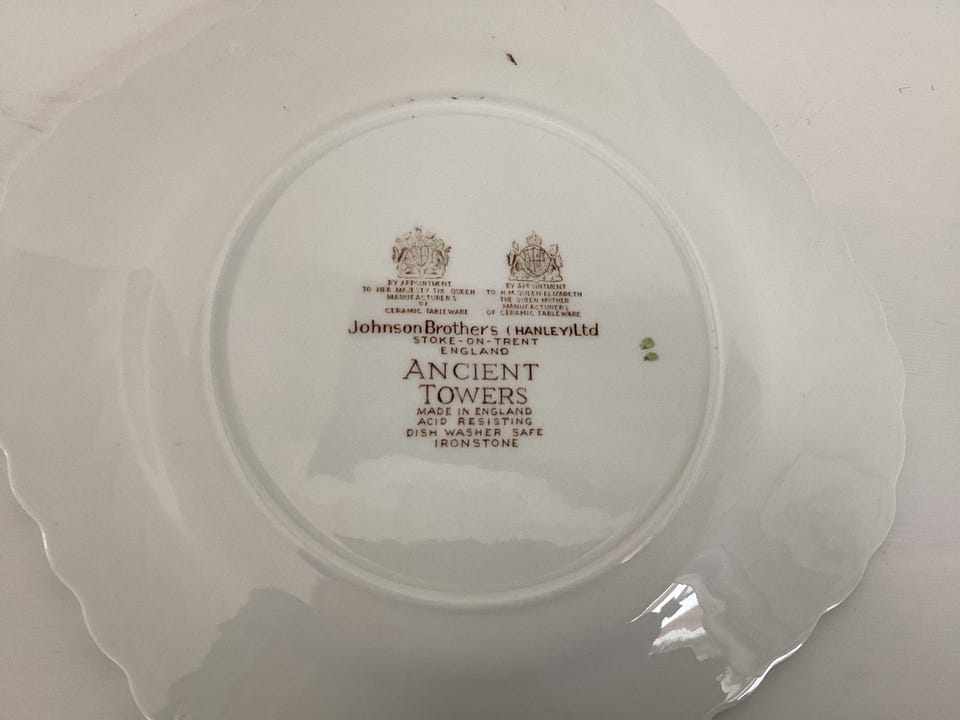 BY APPOINTMENT
TO HER MAJESTY THE QUEEN
MANUFACTURERS
OF
CERAMIC TABLEWARE
BY APPOINTMENT
TO H.M. QUEEN ELIZABETH
THE QUEEN MOTHER
MANUFACTURERS
OF CERAMIC TABLEWARE
Johnson Brothers (HANLEY) Ltd
STOKE-ON-TRENT
ENGLAND
ANCIENT
TOWERS
MADE IN ENGLAND
ACID RESISTING
DISH WASHER SAFE
IRONSTONE